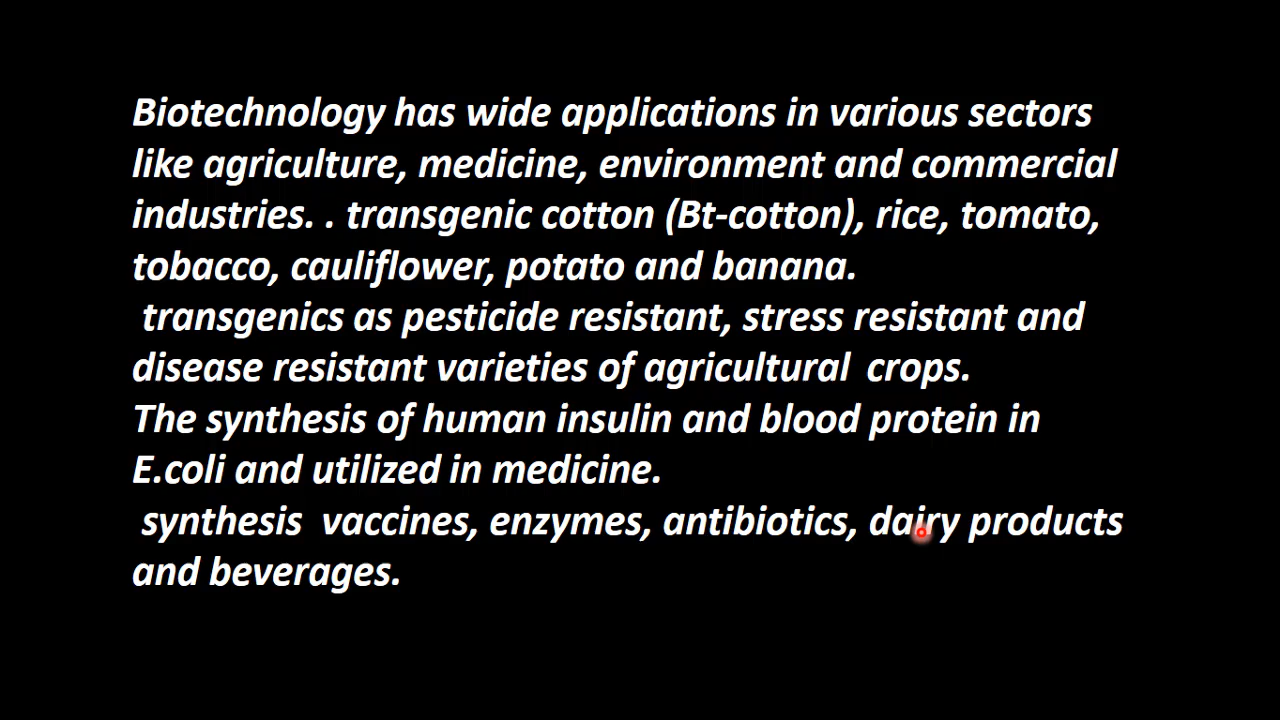 Biotechnology has wide applications in various sectors
like agriculture, medicine, environment and commercial
industries. . transgenic cotton (Bt-cotton), rice, tomato,
tobacco, cauliflower, potato and banana.
transgenics as pesticide resistant, stress resistant and
disease resistant varieties of agricultural  crops.
The synthesis of human insulin and blood protein in
E.coli and utilized in medicine.
synthesis  vaccines, enzymes, antibiotics, dairy products
and beverages.